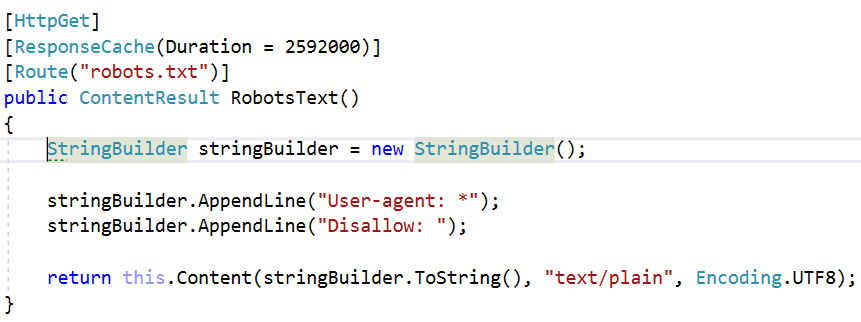 [HttpGet]
[ResponseCache(Duration = 2592000)]
[Route("robots.txt")]
public ContentResult RobotsText()
{
StringBuilder stringBuilder = new StringBuilder();
stringBuilder.AppendLine("User-agent: *");
stringBuilder.AppendLine("Disallow: ");
return this.Content(stringBuilder.ToString(), "text/plain", Encoding.UTF8);
}